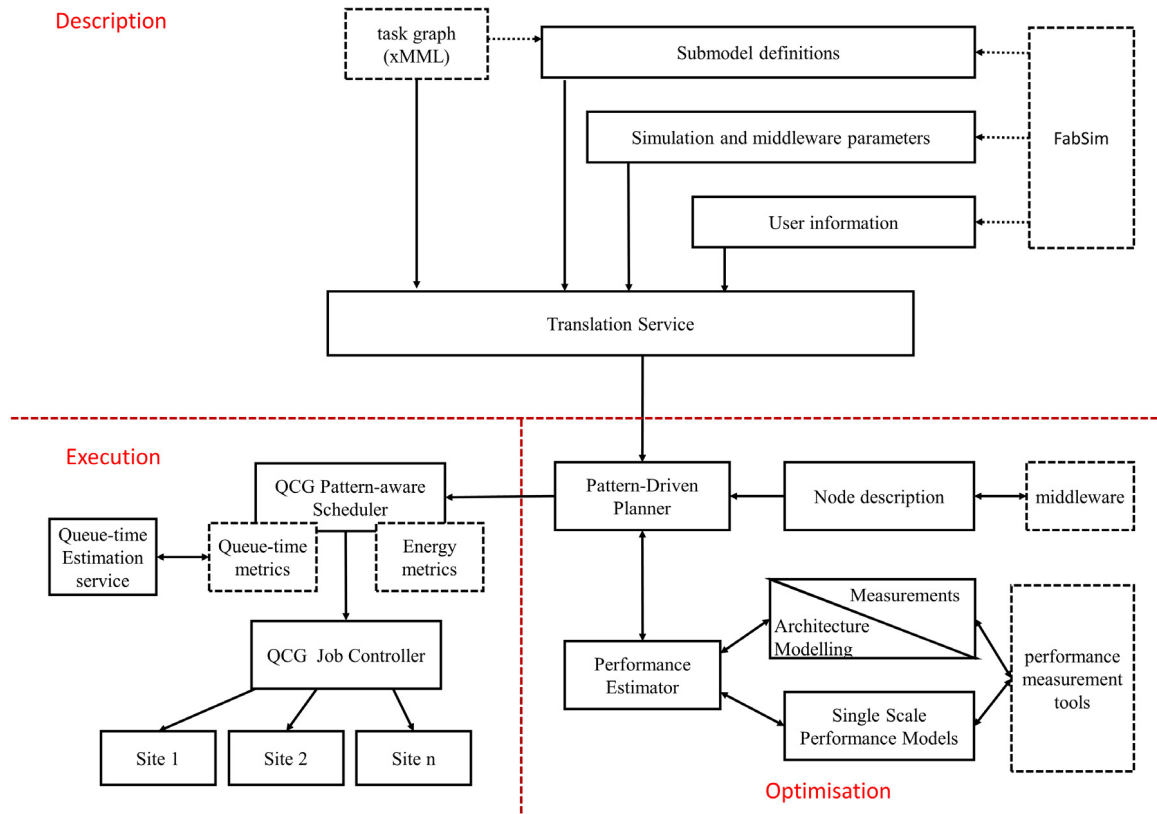 Description
task graph
(xMML)
Submodel definitions
Simulation and middleware parameters
FabSim
User information
Translation Service
Execution
QCG Pattern-aware
Scheduler
Pattern-Driven
Planner
Node description
middleware
Queue-time
Estimation
service
Queue-time
metrics
Energy
metrics
Measurements
Architecture
Modelling
QCG Job Controller
Performance
Estimator
performance
measurement
tools
Single Scale
Performance Models
Site 1
Site 2
Site n
Optimisation